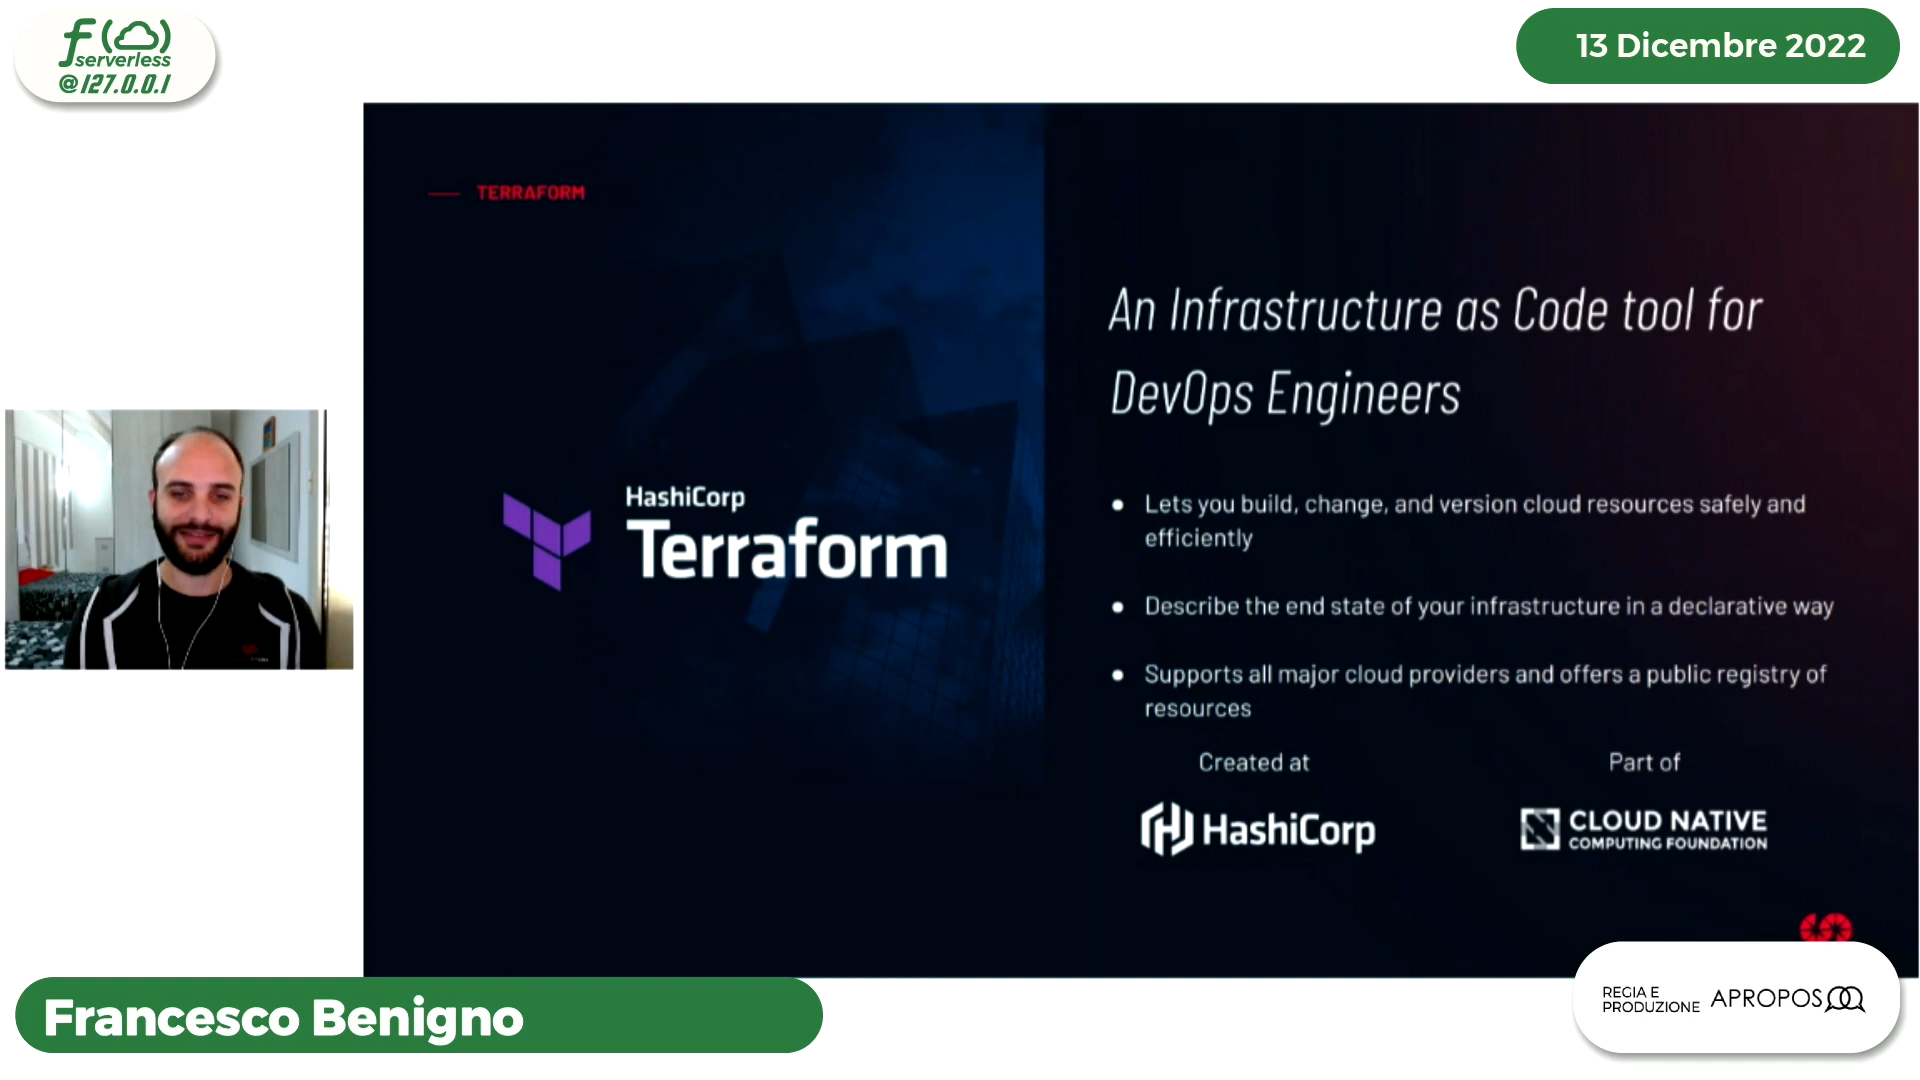 f()
serverless
@127.0.0.1
13 Dicembre 2022
TERRAFORM
HashiCorp
Terraform
An Infrastructure as Code tool for
DevOps Engineers
• Lets you build, change, and version cloud resources safely and
efficiently
• Describe the end state of your infrastructure in a declarative way
• Supports all major cloud providers and offers a public registry of
resources
Created at
HashiCorp
Part of
CLOUD NATIVE
COMPUTING FOUNDATION
Francesco Benigno
REGIA E
PRODUZIONE
APROPOS